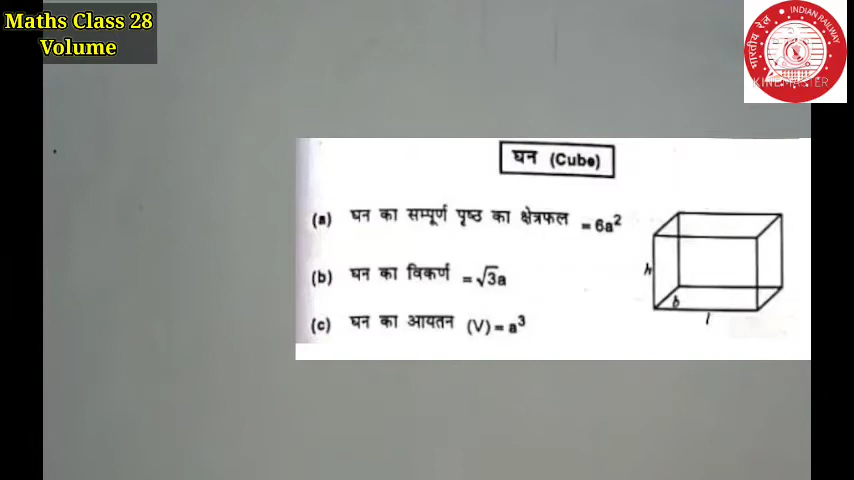 Maths Class 28
Volume
भारतीय रेल INDIAN RAILWAY
KINEMASTER
घन (Cube)
(a) घन का सम्पूर्ण पृष्ठ का क्षेत्रफल = 6a²
(b) घन का विकर्ण = √3a
(c) घन का आयतन (V) = a³
h
b
l